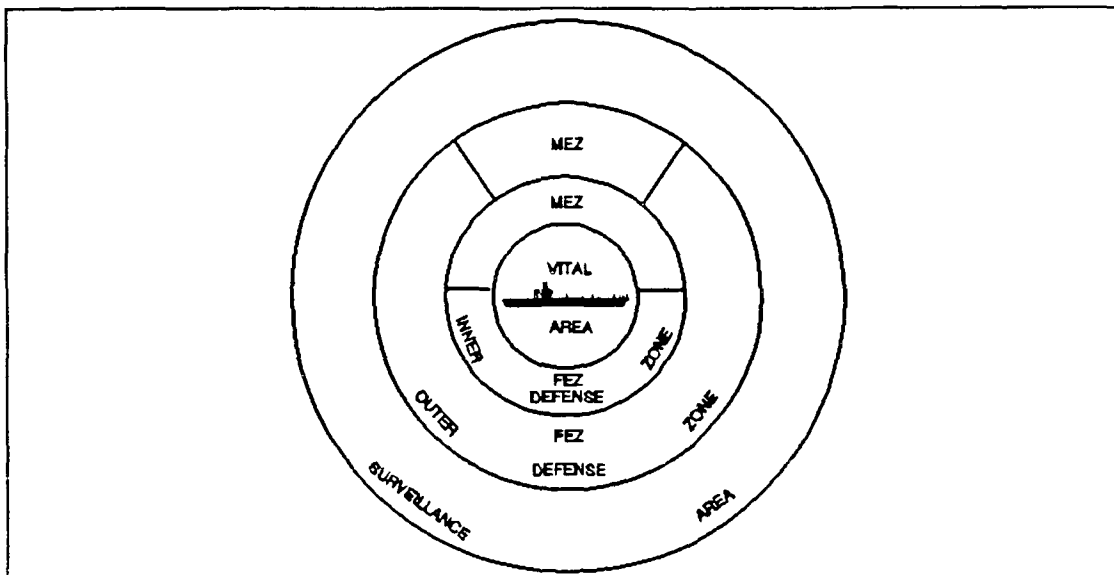 MEZ
MEZ
VITAL
AREA
INNER
FEZ
DEFENSE
ZONE
OUTER
FEZ
DEFENSE
ZONE
SURVEILLANCE
AREA